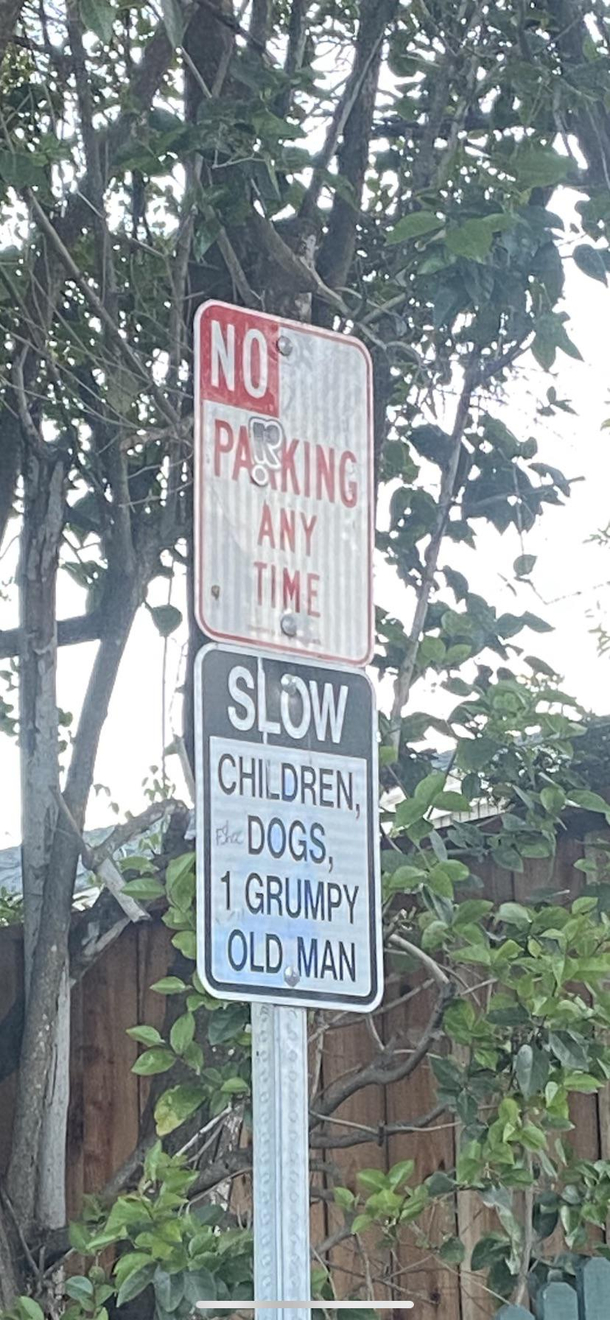 NO
PARKING
ANY
TIME
SLOW
CHILDREN,
DOGS,
1 GRUMPY
OLD MAN